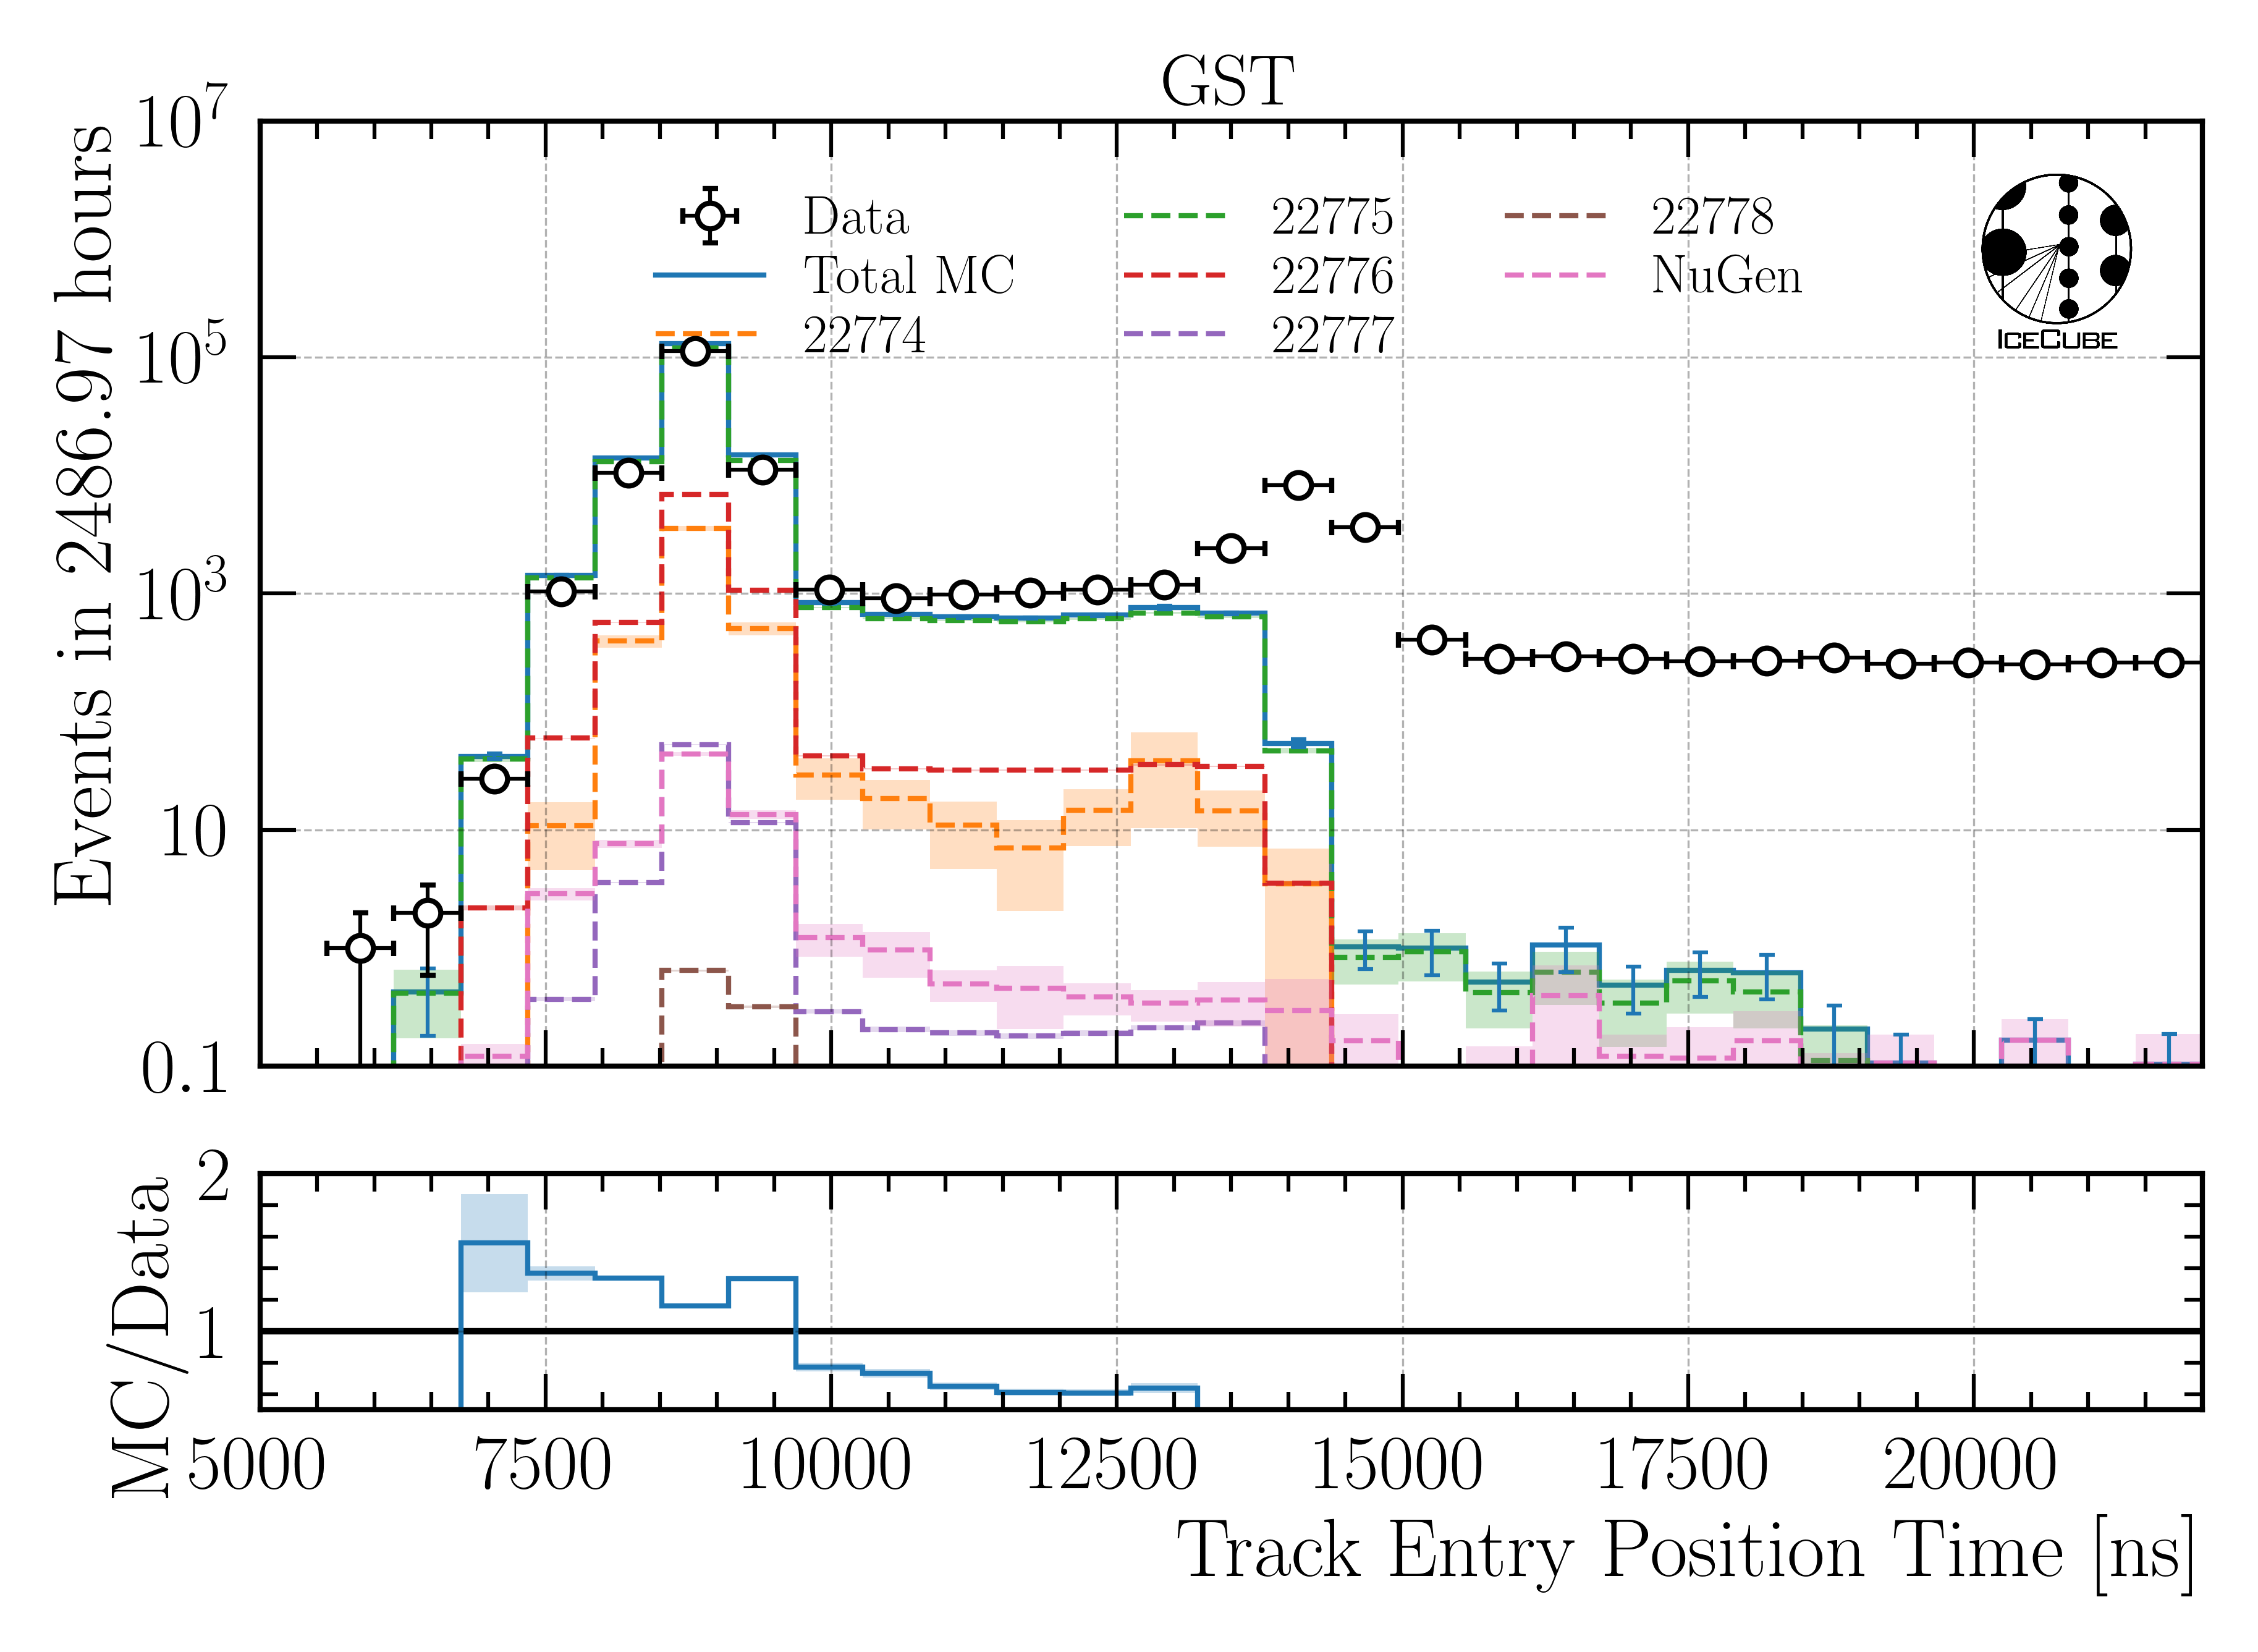 GST
10^7
10^5
10^3
10
0.1
Events in 2486.97 hours
Data
Total MC
22774
22775
22776
22777
22778
NuGen
ICECUBE
2
1
MC/Data
5000 7500 10000 12500 15000 17500 20000
Track Entry Position Time [ns]